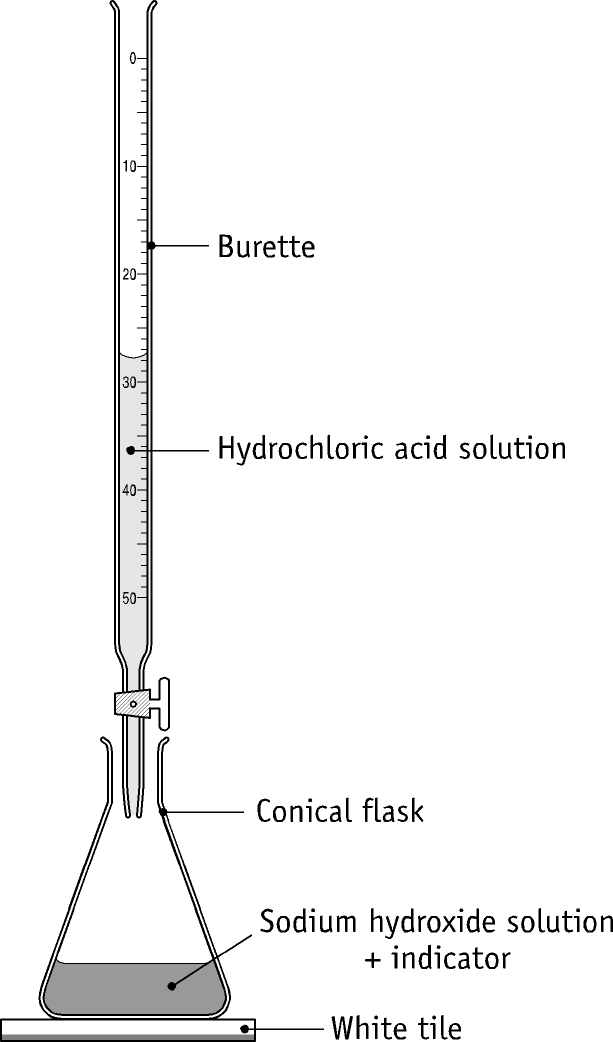 0
10
Burette
20
30
Hydrochloric acid solution
40
50
Conical flask
Sodium hydroxide solution
+ indicator
White tile